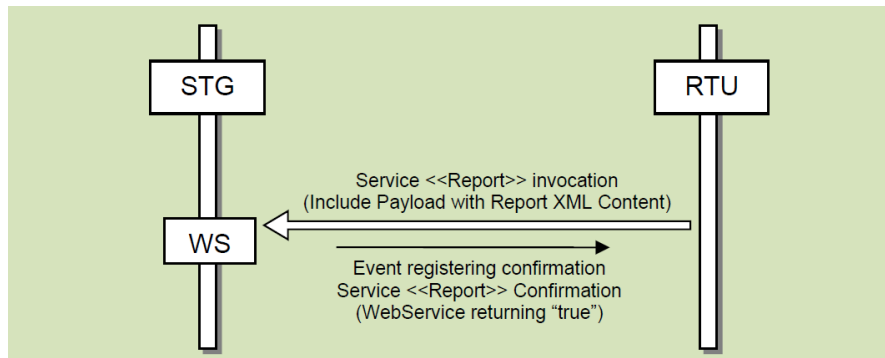 STG
RTU
Service <<Report>> invocation
(Include Payload with Report XML Content)
WS
Event registering confirmation
Service <<Report>> Confirmation
(WebService returning “true”)